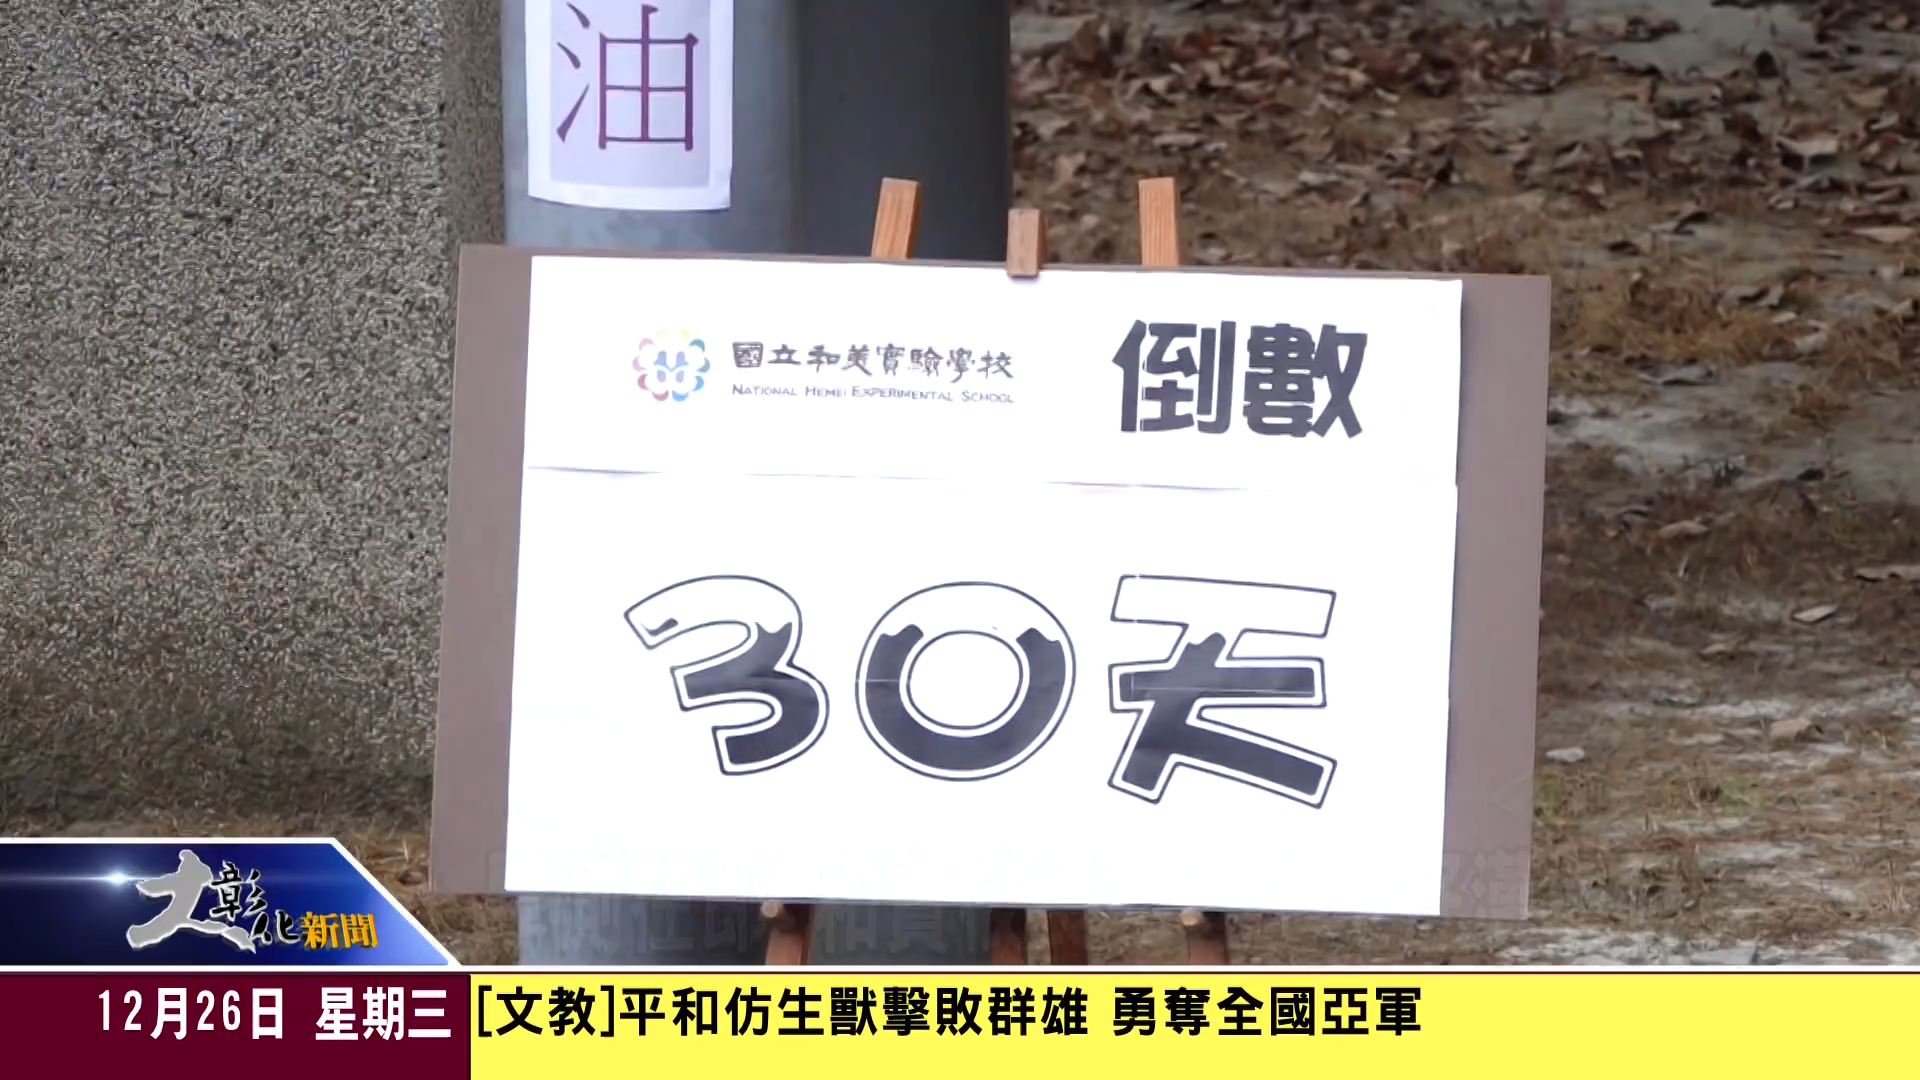 油
國立和美實驗學校
NATIONAL HEMEI EXPERIMENTAL SCHOOL
倒數
30天
大彰化新聞
12月26日 星期三
[文教]平和仿生獸擊敗群雄 勇奪全國亞軍